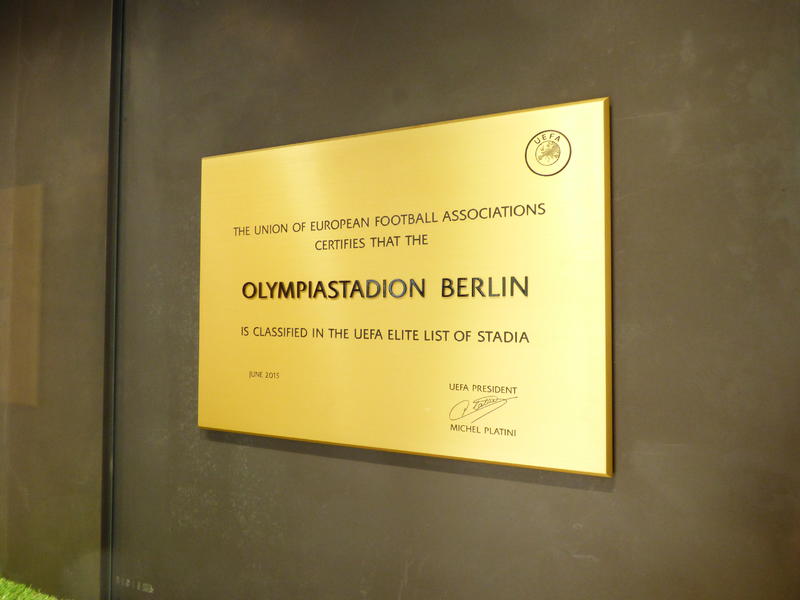 UEFA
THE UNION OF EUROPEAN FOOTBALL ASSOCIATIONS
CERTIFIES THAT THE
OLYMPIASTADION BERLIN
IS CLASSIFIED IN THE UEFA ELITE LIST OF STADIA
JUNE 2015
UEFA PRESIDENT
MICHEL PLATINI